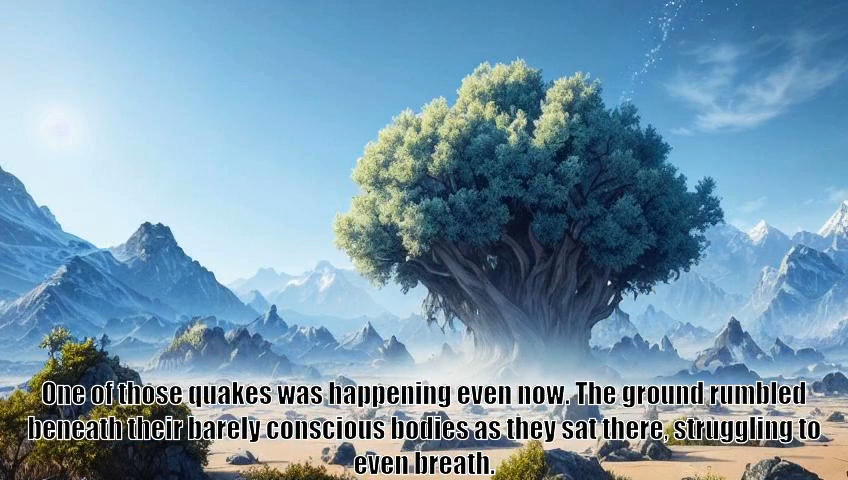 One of those quakes was happening even now. The ground rumbled
beneath their barely conscious bodies as they sat there, struggling to
even breath.